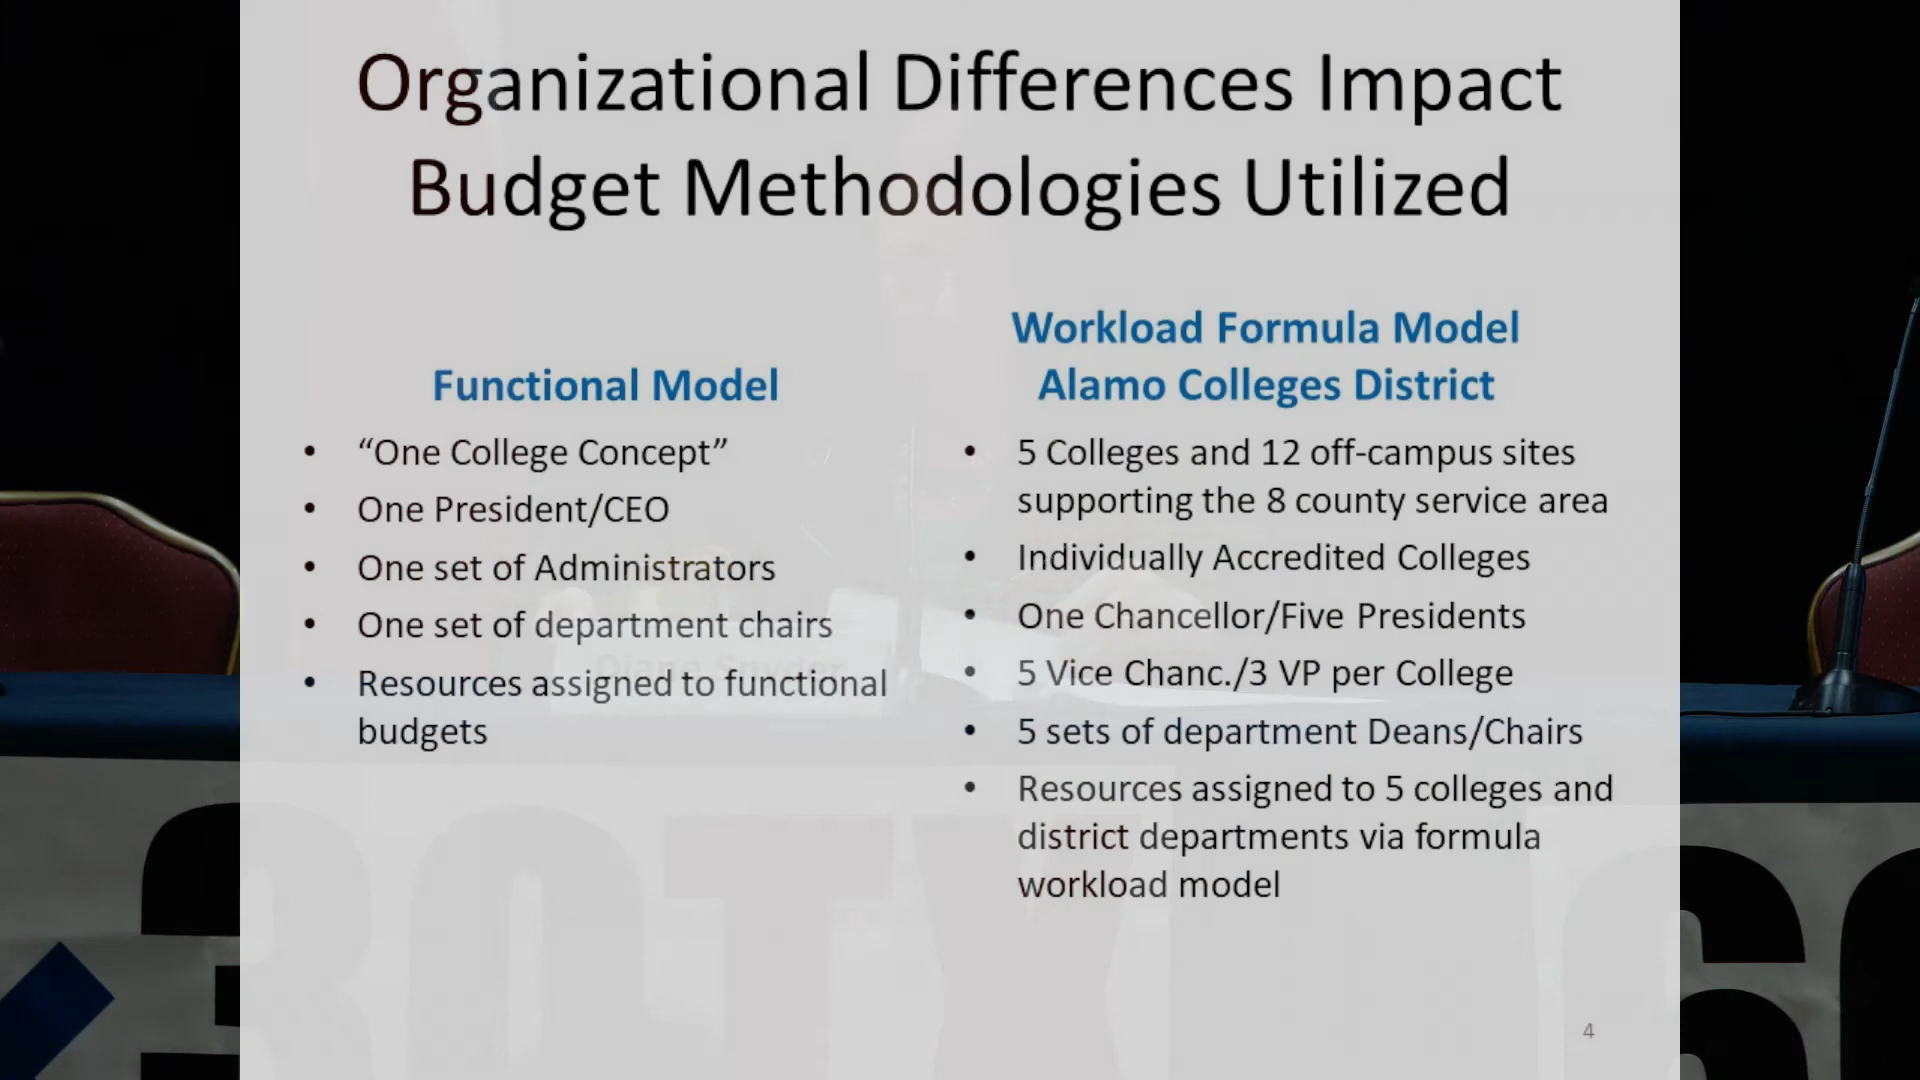 Organizational Differences Impact
Budget Methodologies Utilized
Functional Model
• “One College Concept”
• One President/CEO
• One set of Administrators
• One set of department chairs
• Resources assigned to functional
budgets
Workload Formula Model
Alamo Colleges District
• 5 Colleges and 12 off-campus sites
supporting the 8 county service area
• Individually Accredited Colleges
• One Chancellor/Five Presidents
• 5 Vice Chanc./3 VP per College
• 5 sets of department Deans/Chairs
• Resources assigned to 5 colleges and
district departments via formula
workload model
4
Diane Snyder